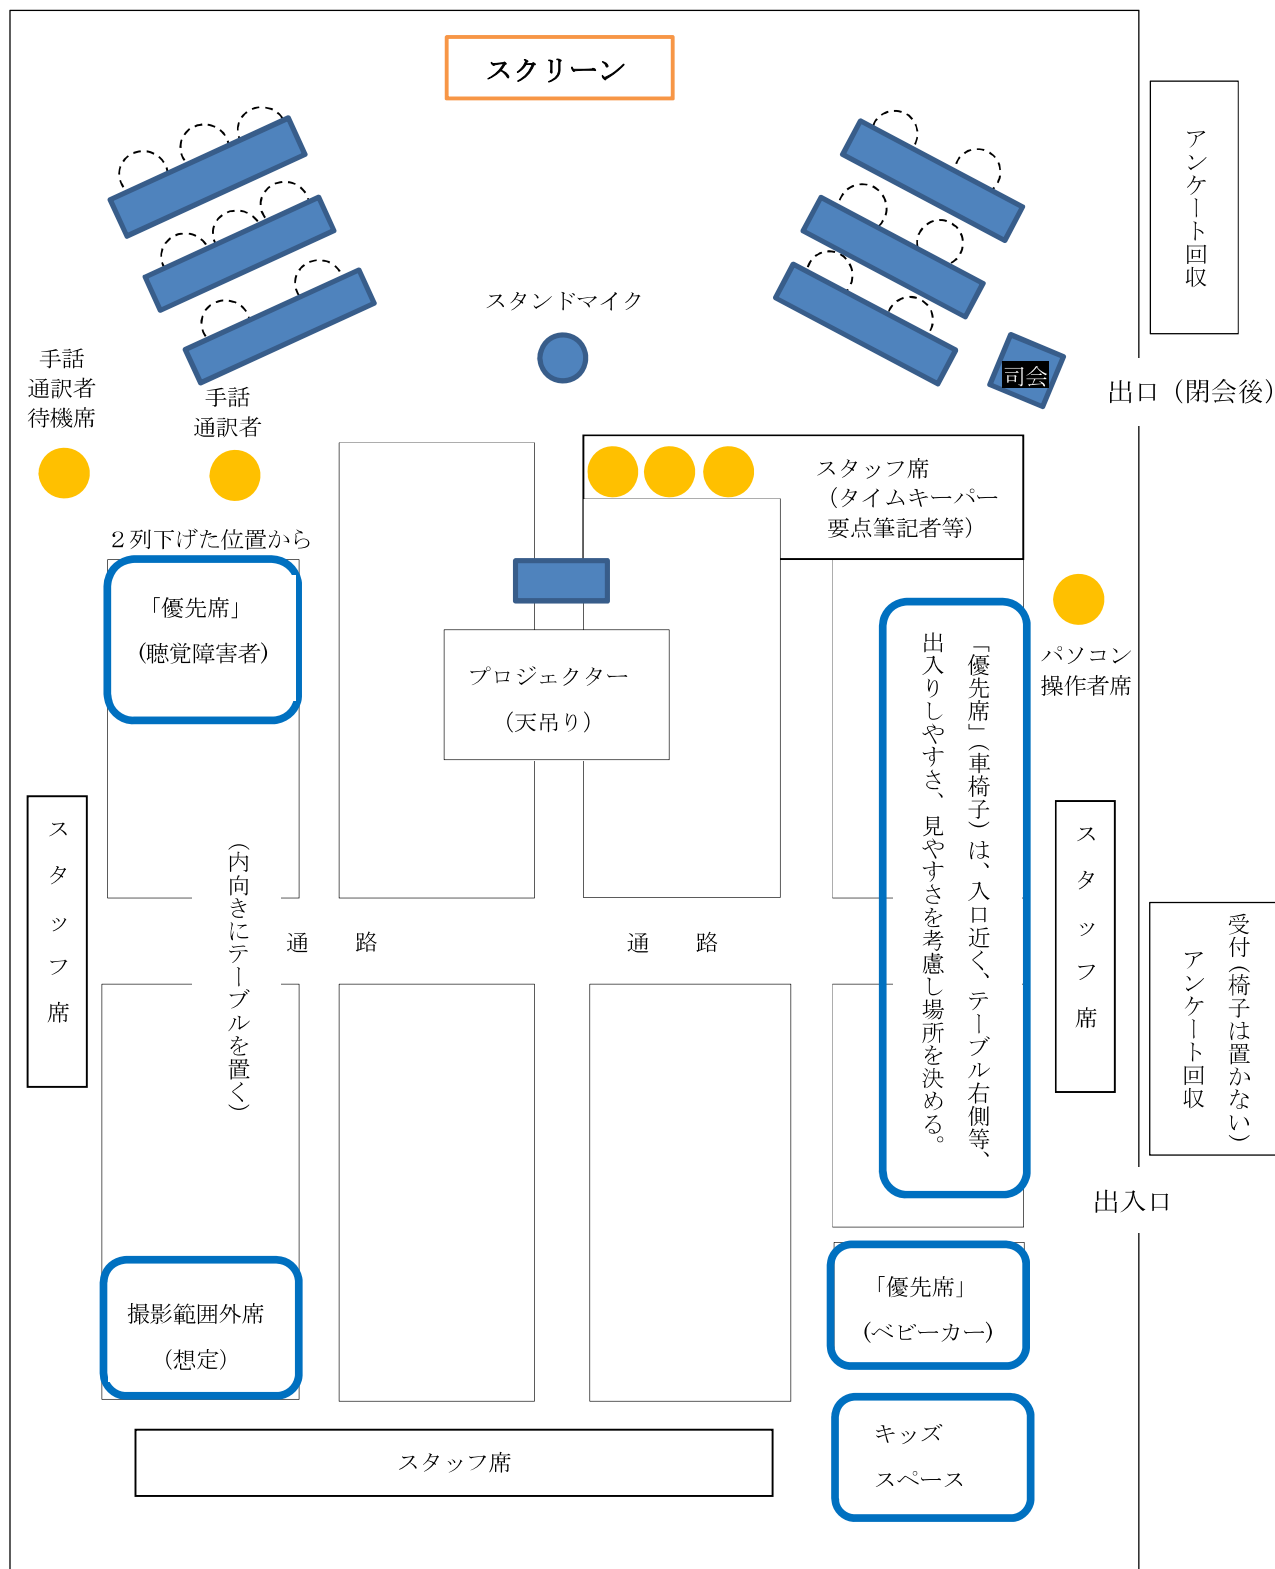 スクリーン
アンケート回収
スタンドマイク
司会
出口（閉会後）
手話
通訳者
待機席
手話
通訳者
スタッフ席
（タイムキーパー
要点筆記者等）
２列下げた位置から
「優先席」
（聴覚障害者）
プロジェクター
（天吊り）
パソコン
操作者席
「優先席」（車椅子）は、入口近く、テーブル右側等、
出入りしやすさ、見やすさを考慮し場所を決める。
スタッフ席
（内向きにテーブルを置く）
通　路
通　路
スタッフ席
受付（椅子は置かない）
アンケート回収
出入口
撮影範囲外席
（想定）
「優先席」
（ベビーカー）
キッズ
スペース
スタッフ席